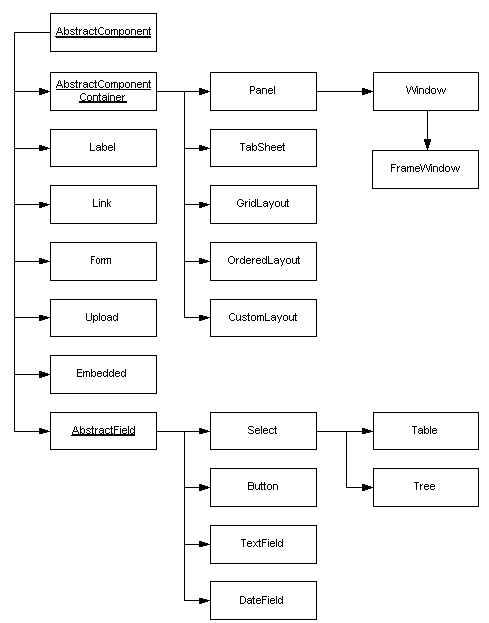 AbstractComponent
AbstractComponent
Container
Panel
Window
Label
TabSheet
FrameWindow
Link
GridLayout
Form
OrderedLayout
Upload
CustomLayout
Embedded
AbstractField
Select
Table
Button
Tree
TextField
DateField